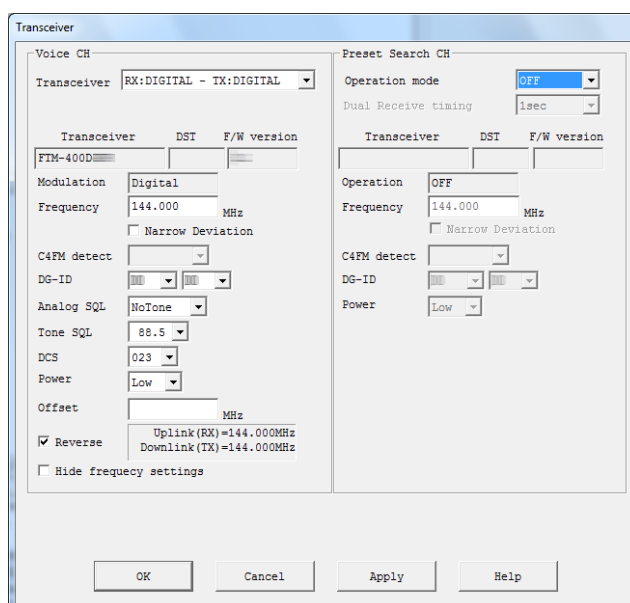 Transceiver
Voice CH
Transceiver RX:DIGITAL - TX:DIGITAL
Transceiver DST F/W version
FTM-400D
Modulation Digital
Frequency 144.000 MHz
Narrow Deviation
C4FM detect
DG-ID
Analog SQL NoTone
Tone SQL 88.5
DCS 023
Power Low
Offset MHz
Reverse
Uplink(RX)=144.000MHz
Downlink(TX)=144.000MHz
Hide frequecy settings
Preset Search CH
Operation mode OFF
Dual Receive timing 1sec
Transceiver DST F/W version
Operation OFF
Frequency 144.000 MHz
Narrow Deviation
C4FM detect
DG-ID
Power Low
OK Cancel Apply Help